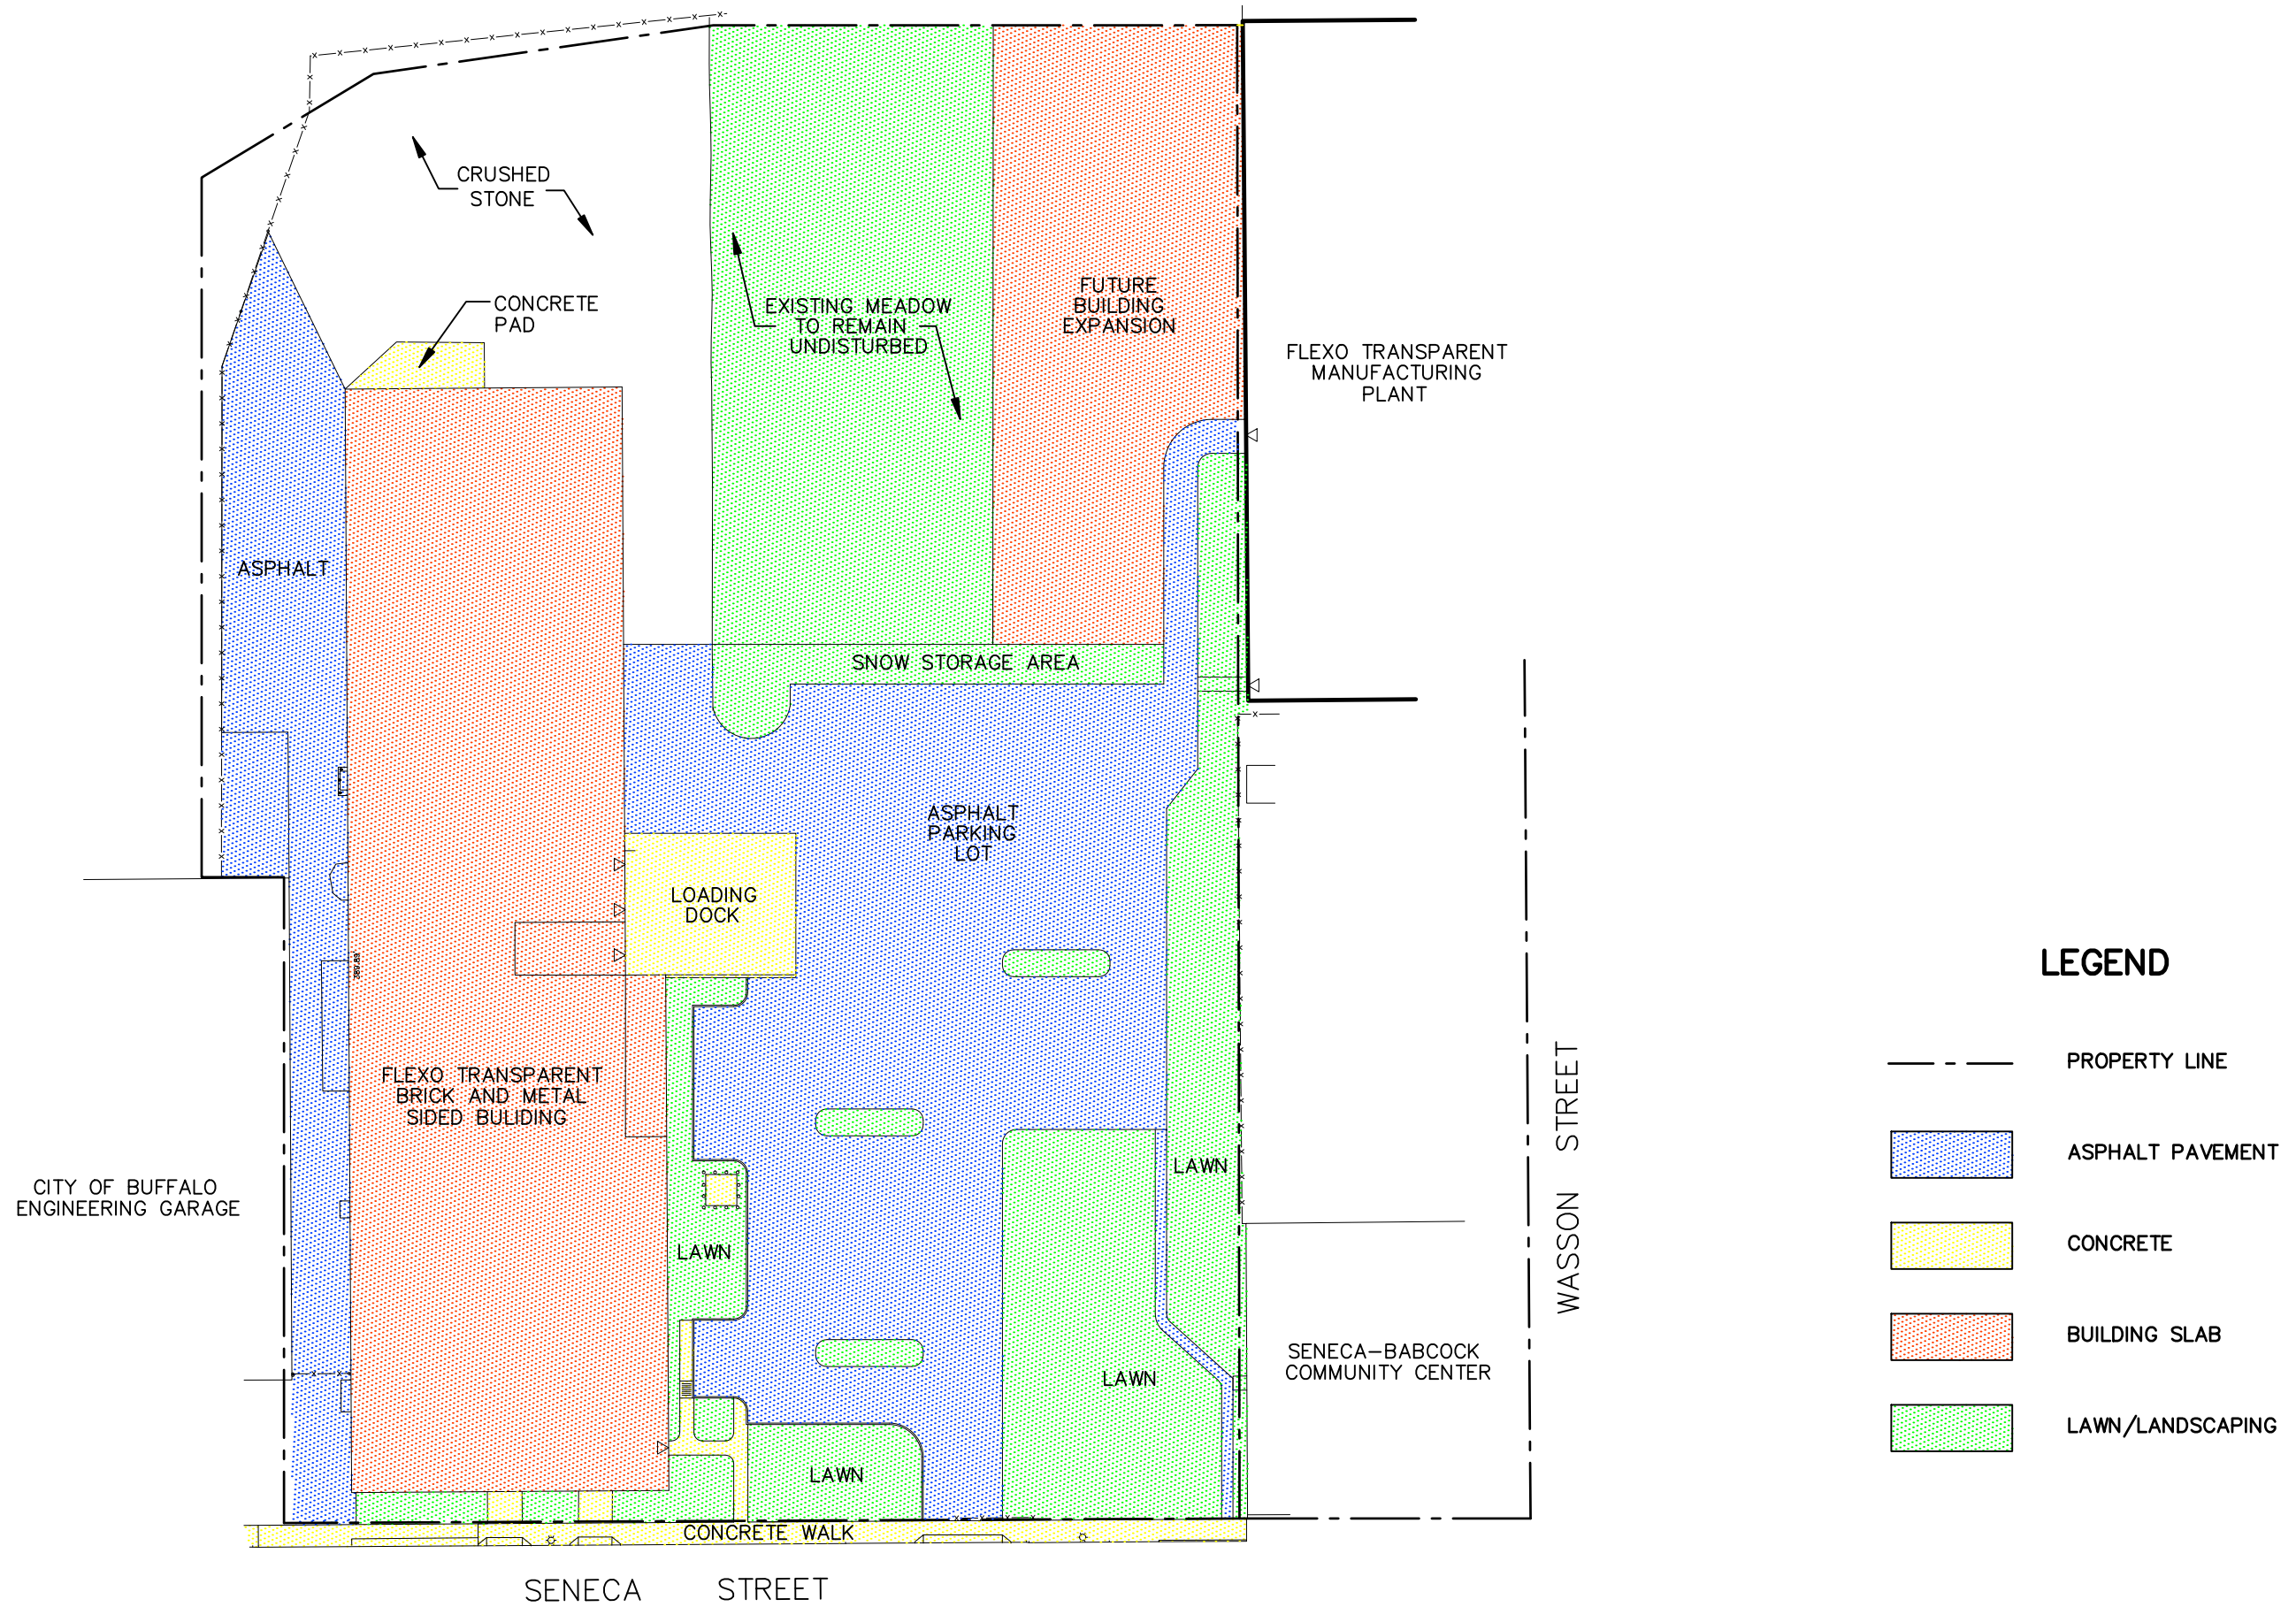 CRUSHED
STONE
CONCRETE
PAD
EXISTING MEADOW
TO REMAIN
UNDISTURBED
FUTURE
BUILDING
EXPANSION
FLEXO TRANSPARENT
MANUFACTURING
PLANT
ASPHALT
SNOW STORAGE AREA
ASPHALT
PARKING
LOT
LOADING
DOCK
389.89'
FLEXO TRANSPARENT
BRICK AND METAL
SIDED BULIDING
CITY OF BUFFALO
ENGINEERING GARAGE
LAWN
LAWN
LAWN
LAWN
SENECA-BABCOCK
COMMUNITY CENTER
WASSON STREET
CONCRETE WALK
SENECA STREET
LEGEND
PROPERTY LINE
ASPHALT PAVEMENT
CONCRETE
BUILDING SLAB
LAWN/LANDSCAPING